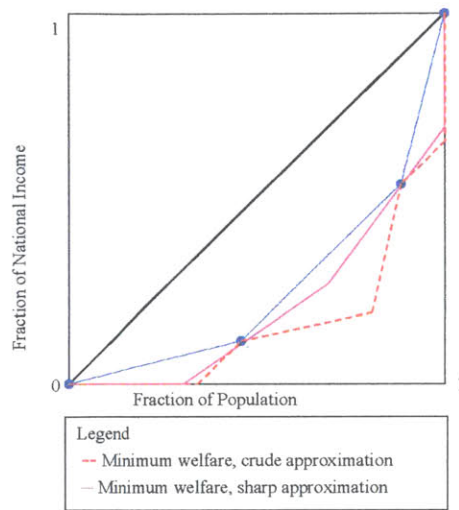 1
Fraction of National Income
0
Fraction of Population
Legend
Minimum welfare, crude approximation
Minimum welfare, sharp approximation